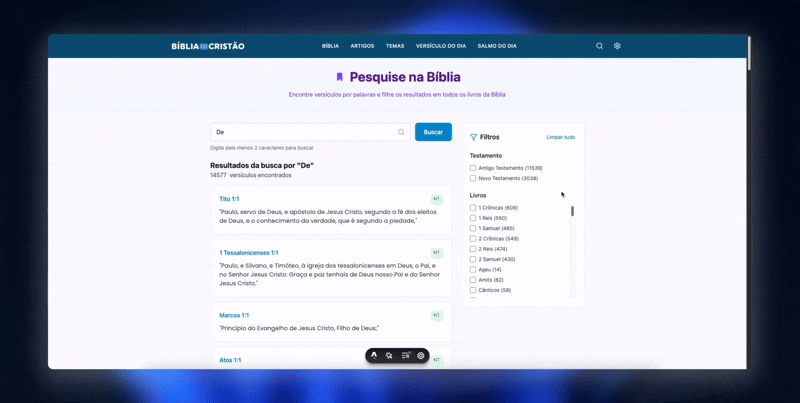 BÍBLIA DO CRISTÃO
BÍBLIA ARTIGOS TEMAS VERSÍCULO DO DIA SALMO DO DIA
Pesquise na Bíblia
Encontre versículos por palavras e filtre os resultados em todos os livros da Bíblia
De
Buscar
Digite pelo menos 2 caracteres para buscar
Resultados da busca por "De"
14577 versículos encontrados
Tito 1:1
NT
"Paulo, servo de Deus, e apóstolo de Jesus Cristo, segundo a fé dos eleitos
de Deus, e o conhecimento da verdade, que é segundo a piedade,"
1 Tessalonicenses 1:1
NT
"Paulo, e Silvano, e Timóteo, à igreja dos tessalonicenses em Deus, o Pai, e
no Senhor Jesus Cristo: Graça e paz tenhais de Deus nosso Pai e do Senhor
Jesus Cristo."
Marcos 1:1
NT
"Princípio do Evangelho de Jesus Cristo, Filho de Deus;"
Atos 1:1
NT
Filtros
Limpar tudo
Testamento
Antigo Testamento (11539)
Novo Testamento (3038)
Livros
1 Crônicas (608)
1 Reis (550)
1 Samuel (485)
2 Crônicas (549)
2 Reis (474)
2 Samuel (430)
Ageu (14)
Amós (82)
Cânticos (58)